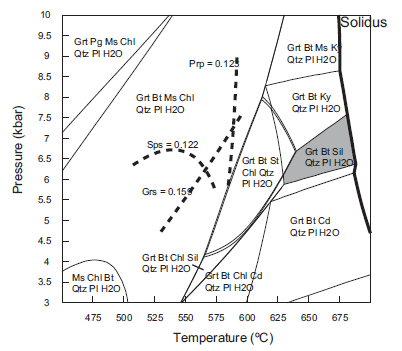 Solidus
Grt Pg Ms Chl
Qtz Pl H2O
Grt Bt Ms Ky
Qtz Pl H2O
Prp = 0.125
Grt Bt Ms Chl
Qtz Pl H2O
Grt Bt Ky
Qtz Pl H2O
Sps = 0.122
Grt Bt Sil
Qtz Pl H2O
Grt Bt St
Chl Qtz
Pl H2O
Grs = 0.159
Grt Bt Cd
Qtz Pl H2O
Grt Bt Chl Sil
Qtz Pl H2O
Grt Bt Chl Cd
Qtz Pl H2O
Ms Chl Bt
Qtz Pl H2O
Pressure (kbar)
10
9.5
9
8.5
8
7.5
7
6.5
6
5.5
5
4.5
4
3.5
3
475 500 525 550 575 600 625 650 675
Temperature (ºC)